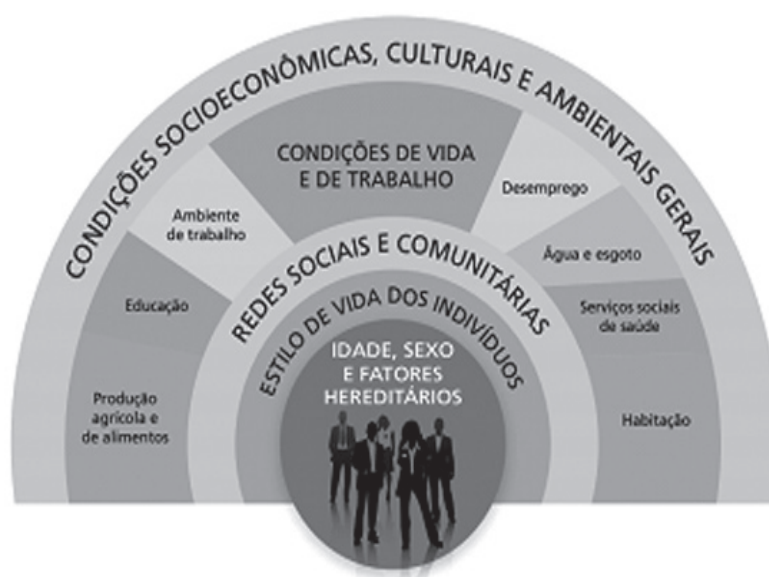 CONDIÇÕES SOCIOECONÔMICAS, CULTURAIS E AMBIENTAIS GERAIS
CONDIÇÕES DE VIDA
E DE TRABALHO
Ambiente
de trabalho
Desemprego
Educação
Água e esgoto
Produção
agrícola e
de alimentos
Serviços sociais
de saúde
Habitação
REDES SOCIAIS E COMUNITÁRIAS
ESTILO DE VIDA DOS INDIVÍDUOS
IDADE, SEXO
E FATORES
HEREDITÁRIOS